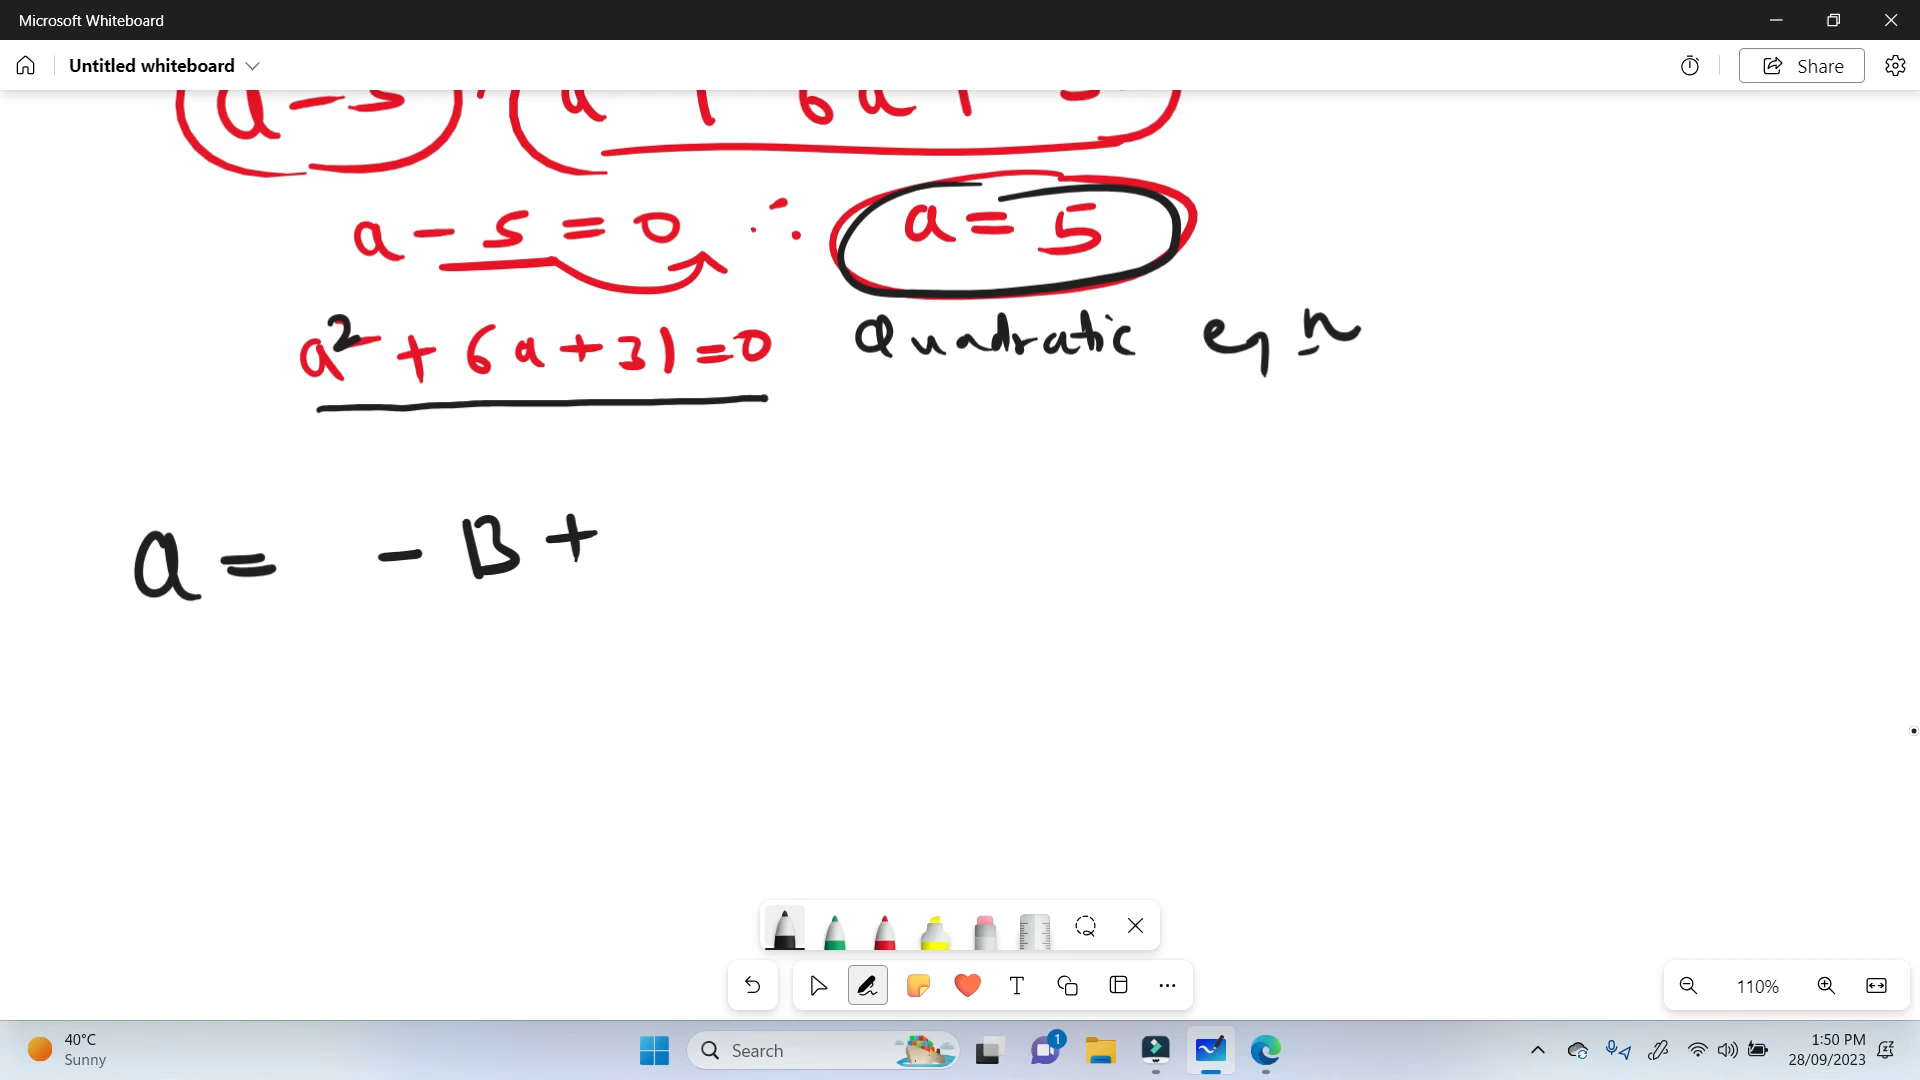 Microsoft Whiteboard
Untitled whiteboard
Share
a - 5 = 0 ∴ a = 5
a² + 6a + 31 = 0 Quadratic eqn
a = - B +
110%
40°C
Sunny
Search
1
1:50 PM
28/09/2023